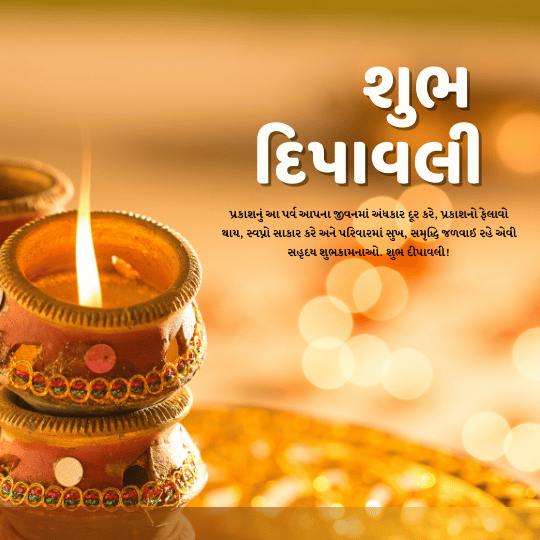 શુભ
દિપાવલી
પ્રકાશનું આ પર્વ આપના જીવનમાં અંધકાર દૂર કરે, પ્રકાશનો ફેલાવો
થાય, સ્વપ્નો સાકાર કરે અને પરિવારમાં સુખ, સમૃદ્ધિ જળવાઈ રહે એવી
સહૃદય શુભકામનાઓ. શુભ દીપાવલી!